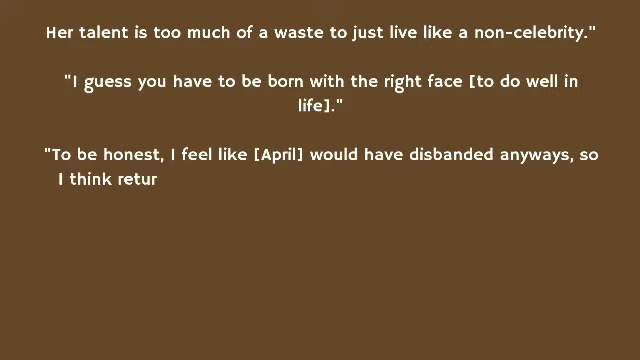 Her talent is too much of a waste to just live like a non-celebrity."
"I guess you have to be born with the right face [to do well in
life]."
"To be honest, I feel like [April] would have disbanded anyways, so
I think retur